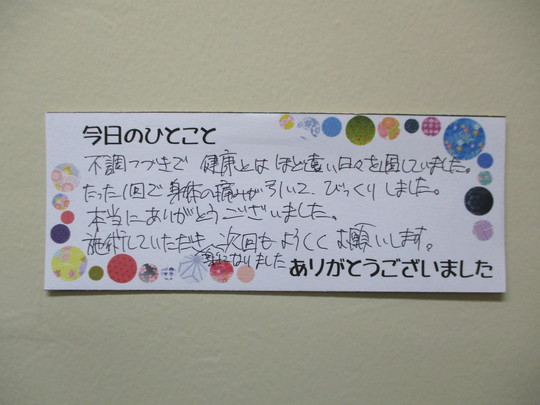 今日のひとこと
不調つづきで 健康とは ほど遠い日々を過していました。
たった1回で身体の痛みが引いて、びっくりしました。
本当にありがとうございました。
施術していただき 次回もよろしくお願いします。
楽になりました
ありがとうございました